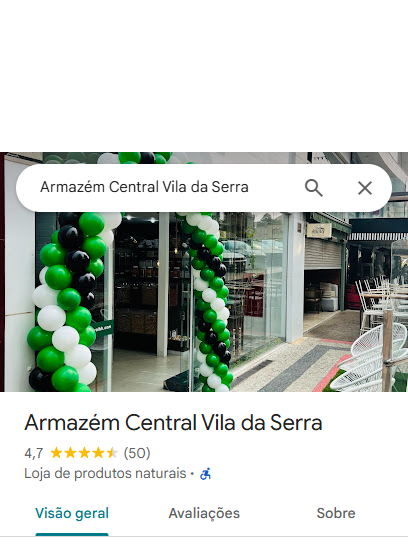 Armazém Central Vila da Serra
Armazém Central Vila da Serra
4,7 (50)
Loja de produtos naturais ·
Visão geral
Avaliações
Sobre